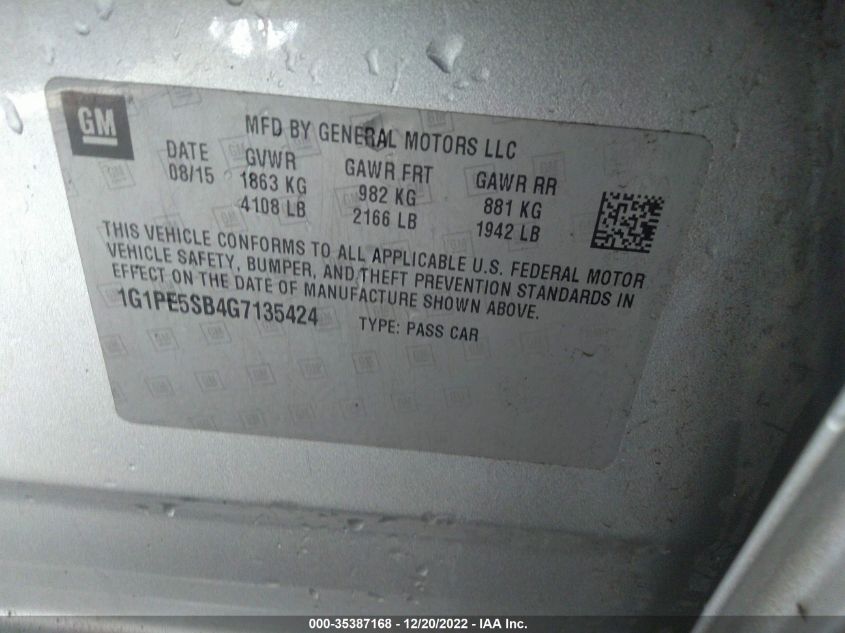 GM
MFD BY GENERAL MOTORS LLC
DATE GVWR GAWR FRT GAWR RR
08/15 1863 KG 982 KG 881 KG
4108 LB 2166 LB 1942 LB
THIS VEHICLE CONFORMS TO ALL APPLICABLE U.S. FEDERAL MOTOR
VEHICLE SAFETY, BUMPER, AND THEFT PREVENTION STANDARDS IN
EFFECT ON THE DATE OF MANUFACTURE SHOWN ABOVE.
1G1PE5SB4G7135424 TYPE: PASS CAR
000-35387168 - 12/20/2022 - IAA Inc.